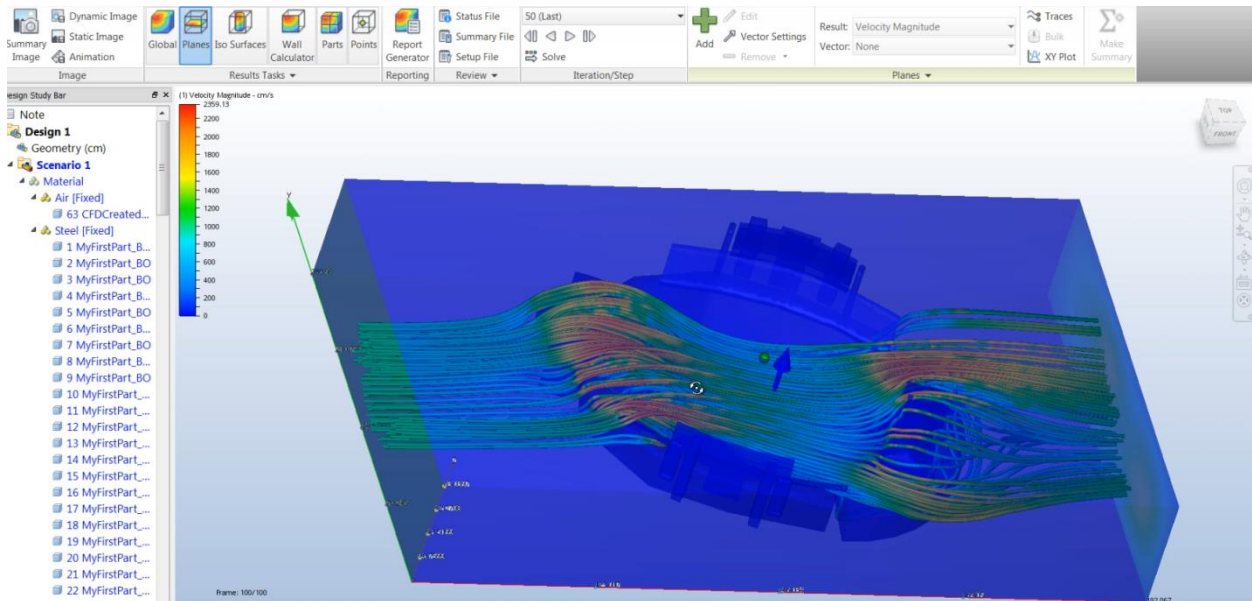 Dynamic Image
Static Image
Animation
Summary
Image
Image
Global
Planes
Iso Surfaces
Wall
Calculator
Parts
Points
Results Tasks
Report
Generator
Reporting
Status File
Summary File
Setup File
Review
50 (Last)
Solve
Iteration/Step
Add
Edit
Vector Settings
Remove
Result: Velocity Magnitude
Vector: None
Traces
Bulk
XY Plot
Make
Summary
Planes
Design Study Bar
Note
Design 1
Geometry (cm)
Scenario 1
Material
Air [Fixed]
63 CFDCreated...
Steel [Fixed]
1 MyFirstPart_B...
2 MyFirstPart_BO
3 MyFirstPart_BO
4 MyFirstPart_B...
5 MyFirstPart_BO
6 MyFirstPart_B...
7 MyFirstPart_BO
8 MyFirstPart_B...
9 MyFirstPart_BO
10 MyFirstPart_...
11 MyFirstPart_...
12 MyFirstPart_...
13 MyFirstPart_...
14 MyFirstPart_...
15 MyFirstPart_...
16 MyFirstPart_...
17 MyFirstPart_...
18 MyFirstPart_...
19 MyFirstPart_...
20 MyFirstPart_...
21 MyFirstPart_...
22 MyFirstPart_...
(1) Velocity Magnitude - cm/s
2359.13
2200
2000
1800
1600
1400
1200
1000
800
600
400
200
0
Y
TOP
FRONT
Frame: 100/100